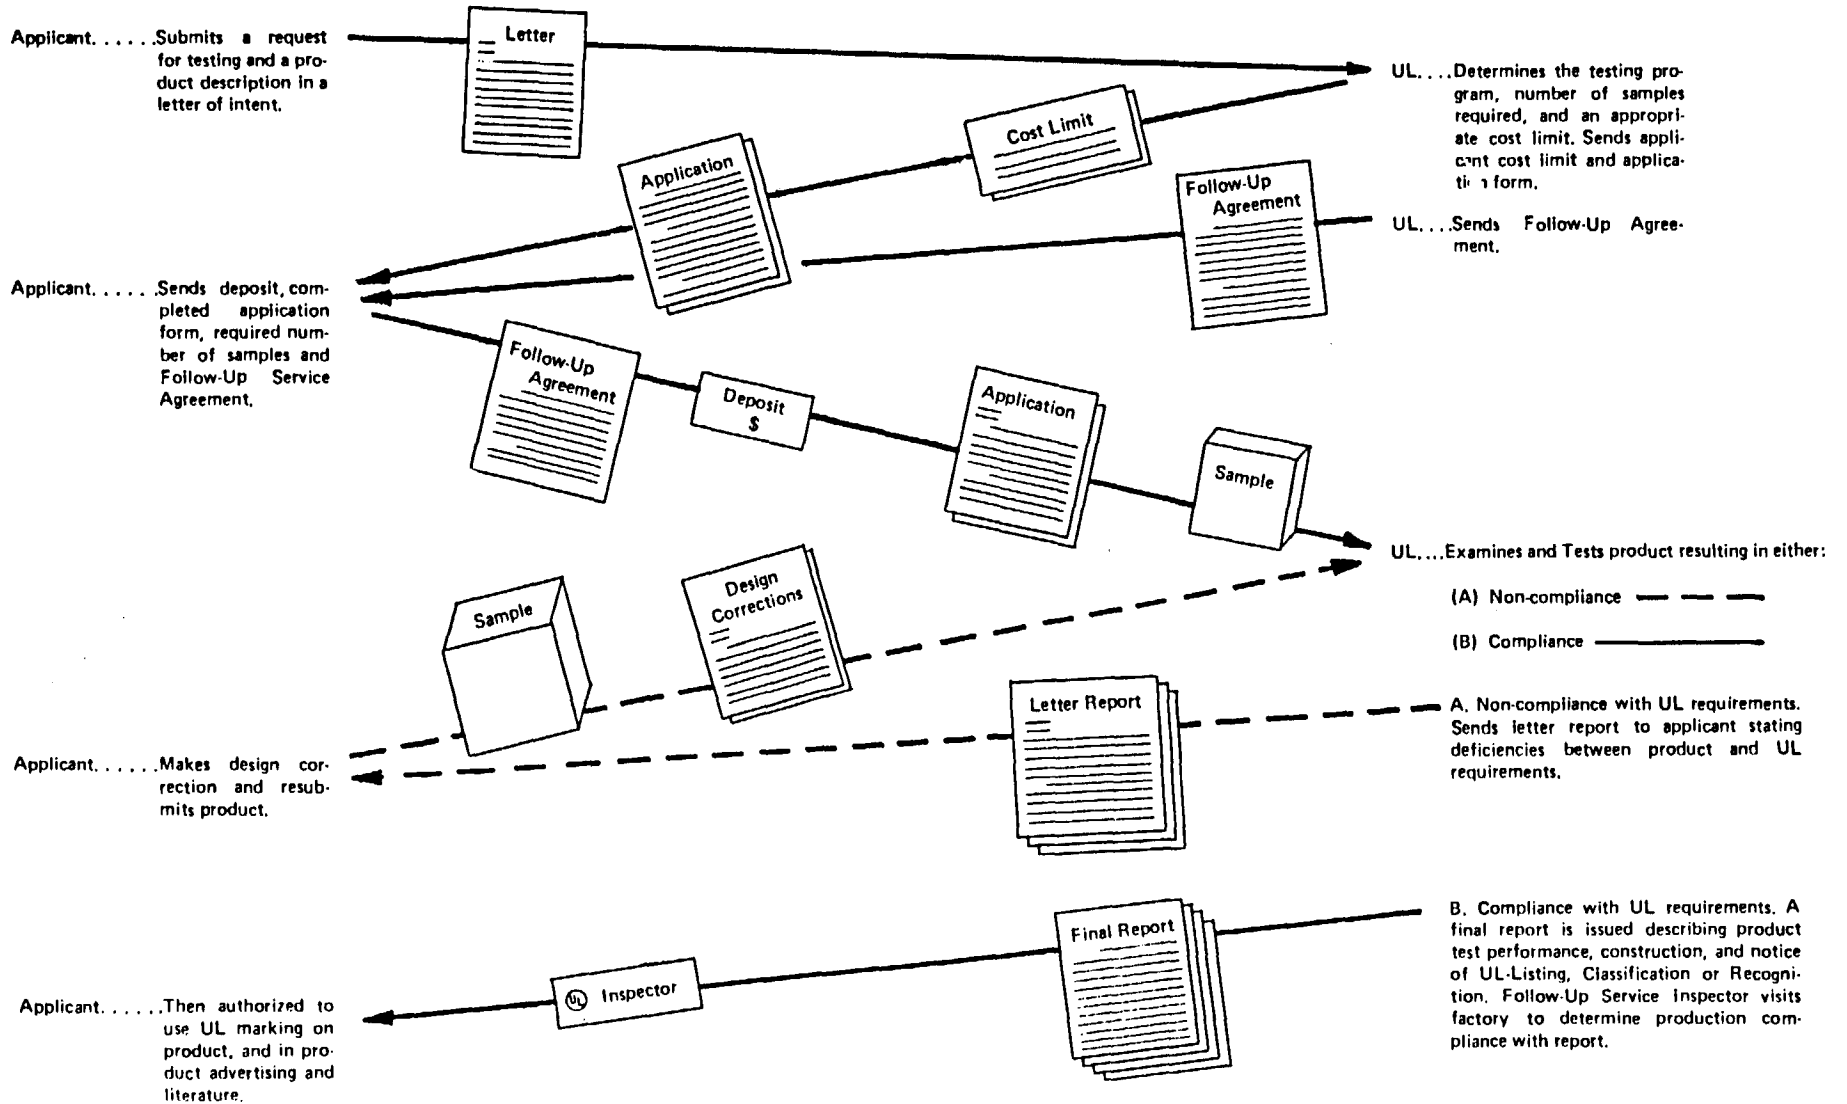 Applicant. . . . . .Submits a request
for testing and a pro-
duct description in a
letter of intent.
Letter
UL. . . .Determines the testing pro-
gram, number of samples
required, and an appropri-
ate cost limit. Sends appli-
cant cost limit and applica-
form.
Cost Limit
Application
Follow-Up
Agreement
UL. . . .Sends Follow-Up Agree-
ment.
Applicant. . . . . .Sends deposit, com-
pleted application
form, required num-
ber of samples and
Follow-Up Service
Agreement.
Follow-Up
Agreement
Deposit
$
Application
Sample
UL. . . .Examines and Tests product resulting in either:
(A) Non-compliance
(B) Compliance
Sample
Design
Corrections
Letter Report
A. Non-compliance with UL requirements.
Sends letter report to applicant stating
deficiencies between product and UL
requirements.
Applicant. . . . . .Makes design cor-
rection and resub-
mits product.
Final Report
B. Compliance with UL requirements. A
final report is issued describing product
test performance, construction, and notice
of UL-Listing, Classification or Recogni-
tion. Follow-Up Service Inspector visits
factory to determine production com-
pliance with report.
UL Inspector
Applicant. . . . . .Then authorized to
use UL marking on
product, and in pro-
duct advertising and
literature.